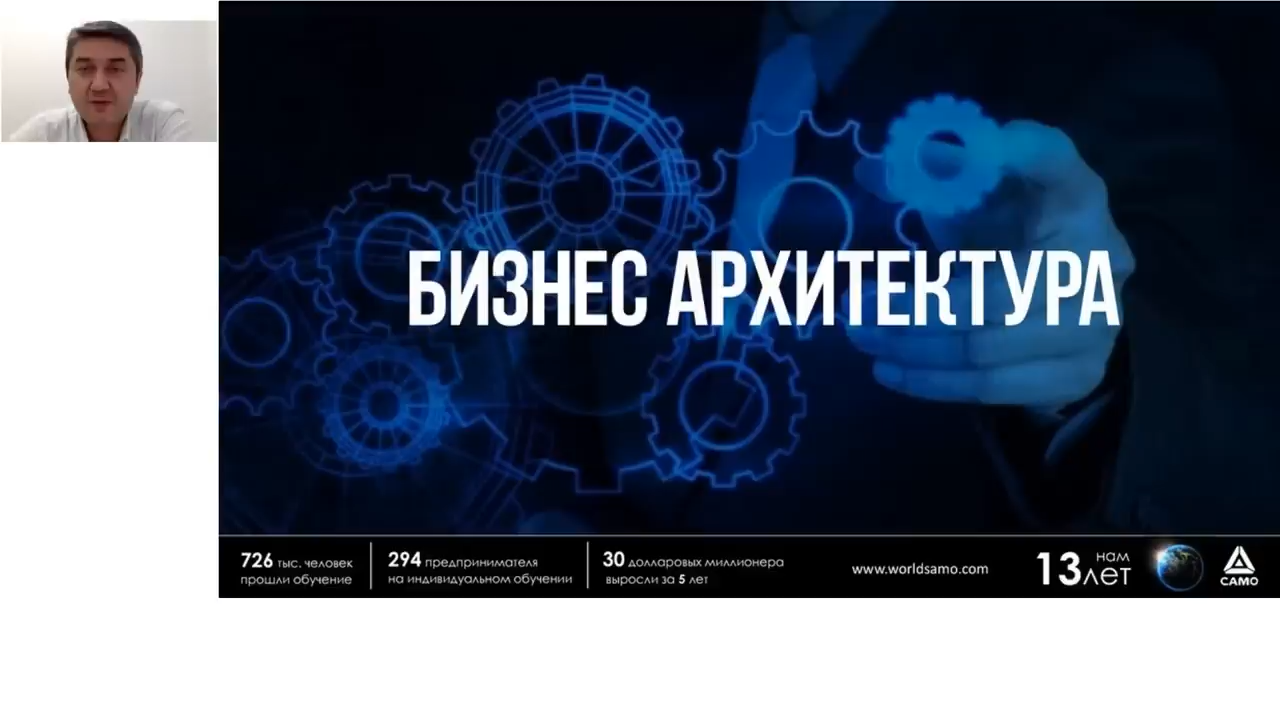 БИЗНЕС АРХИТЕКТУРА
726 тыс. человек
прошли обучение
294 предпринимателя
на индивидуальном обучении
30 долларовых миллионера
выросли за 5 лет
www.worldsamo.com
13 нам
лет
САМО